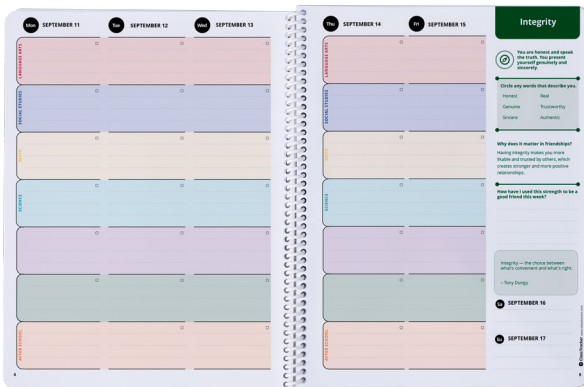 Mon SEPTEMBER 11
Tue SEPTEMBER 12
Wed SEPTEMBER 13
LANGUAGE ARTS
SOCIAL STUDIES
MATH
SCIENCE
AFTER SCHOOL
Thu SEPTEMBER 14
Fri SEPTEMBER 15
LANGUAGE ARTS
SOCIAL STUDIES
MATH
SCIENCE
AFTER SCHOOL
Integrity
You are honest and speak
the truth. You present
yourself genuinely and
sincerely.
Circle any words that describe you.
Honest Real
Genuine Trustworthy
Sincere Authentic
Why does it matter in friendships?
Having integrity makes you more
likable and trusted by others, which
creates stronger and more positive
relationships.
How have I used this strength to be a
good friend this week?
Integrity — the choice between
what's convenient and what's right.
- Tony Dungy
Sa SEPTEMBER 16
Su SEPTEMBER 17